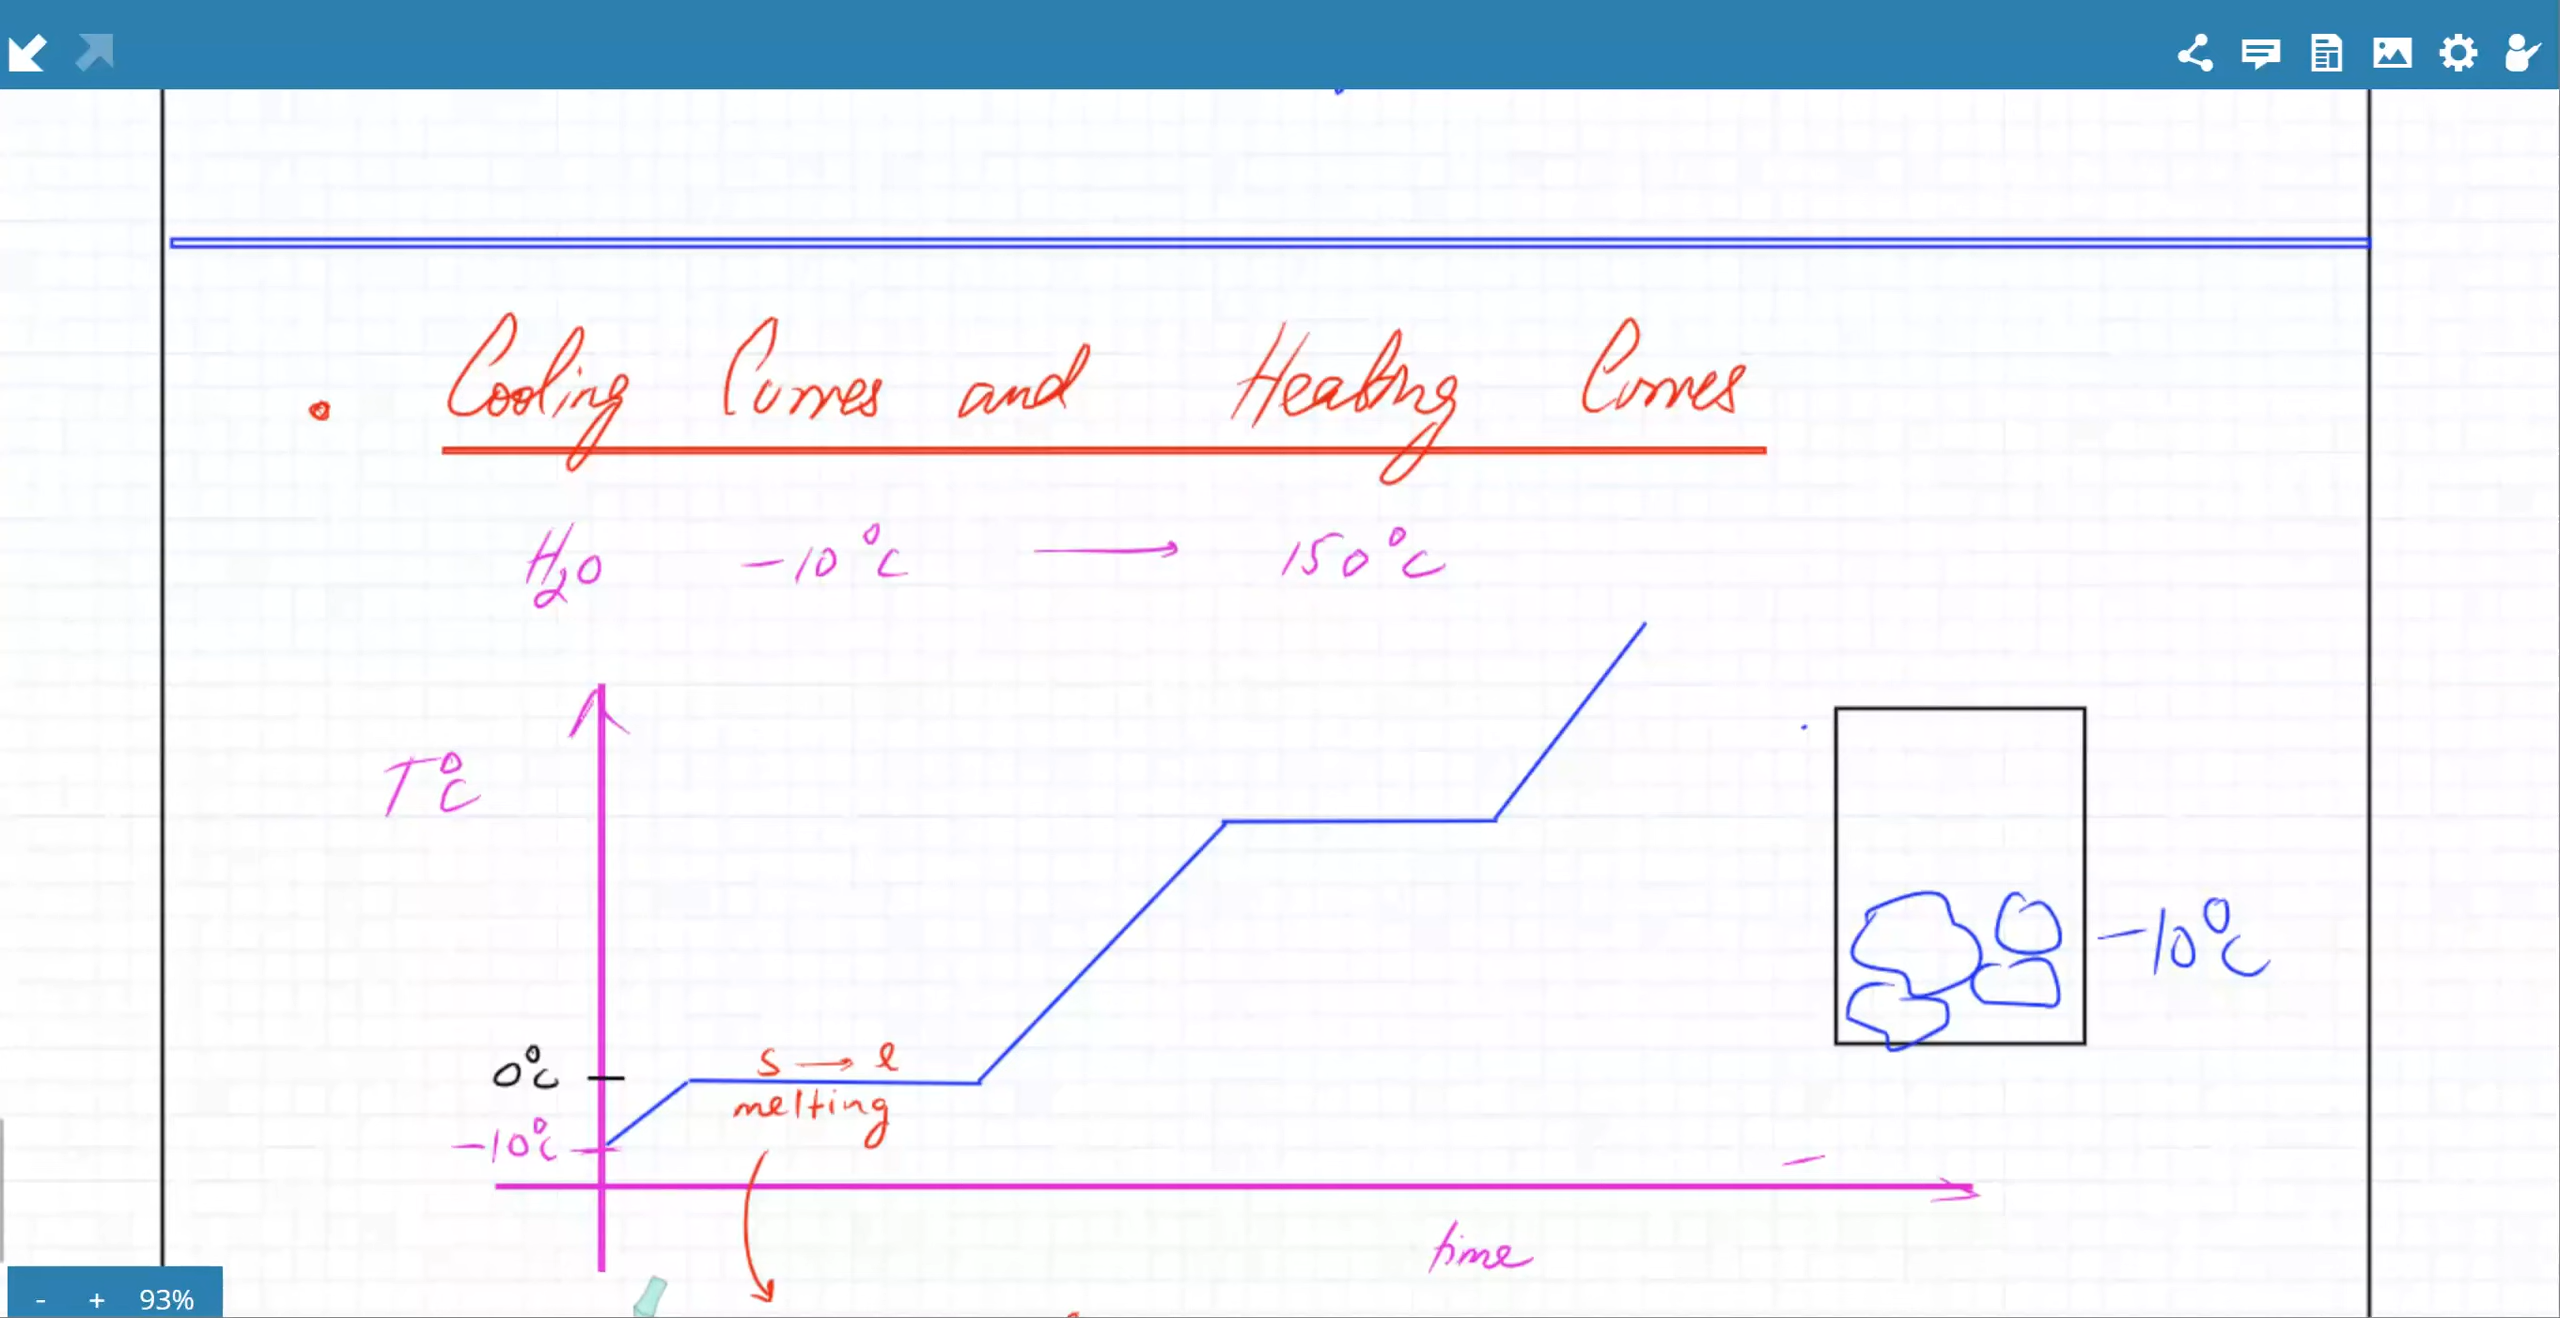 • Cooling Curves and Heating Curves
H₂O -10°C → 150°C
T°C
-10°C
0°C
s → l
melting
-10°C
time
- + 93%